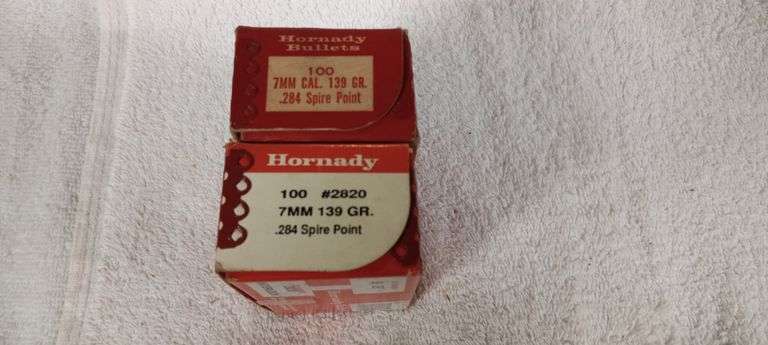 Hornady
Bullets
100
7MM CAL. 139 GR.
.284 Spire Point
Hornady
100 #2820
7MM 139 GR.
.284 Spire Point